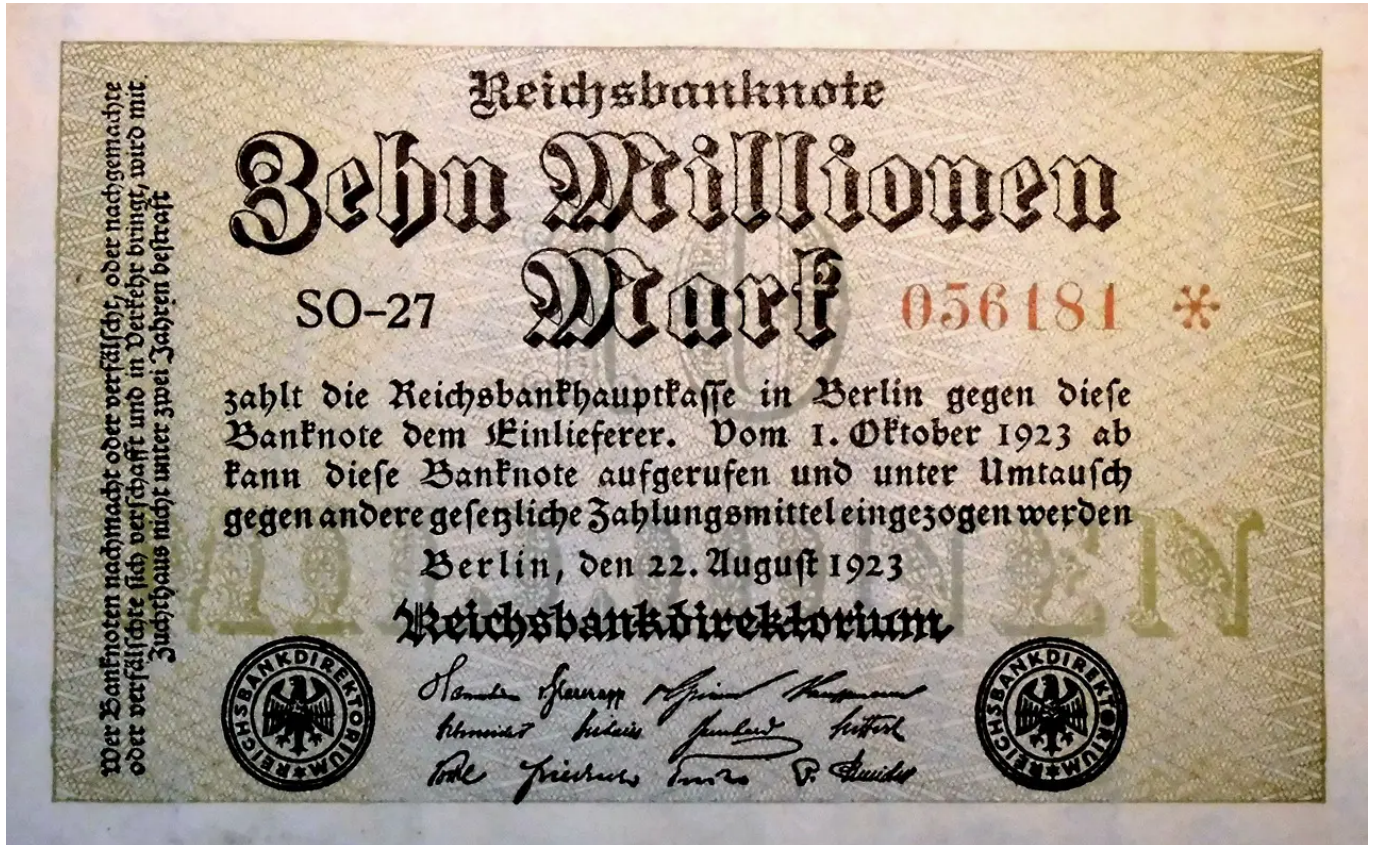 Reichsbanknote
Zehn Millionen
Mark
SO-27
056181 *
zahlt die Reichsbankhauptkasse in Berlin gegen diese
Banknote dem Einlieferer. Vom 1. Oktober 1923 ab
kann diese Banknote aufgerufen und unter Umtausch
gegen andere gesetzliche Zahlungsmittel eingezogen werden
Berlin, den 22. August 1923
Reichsbankdirektorium
REICHSBANKDIREKTORIUM
REICHSBANKDIREKTORIUM
Wer Banknoten nachmacht oder verfälscht, oder nachgemachte
oder verfälschte sich verschafft und in Verkehr bringt, wird mit
Zuchthaus nicht unter zwei Jahren bestraft
10